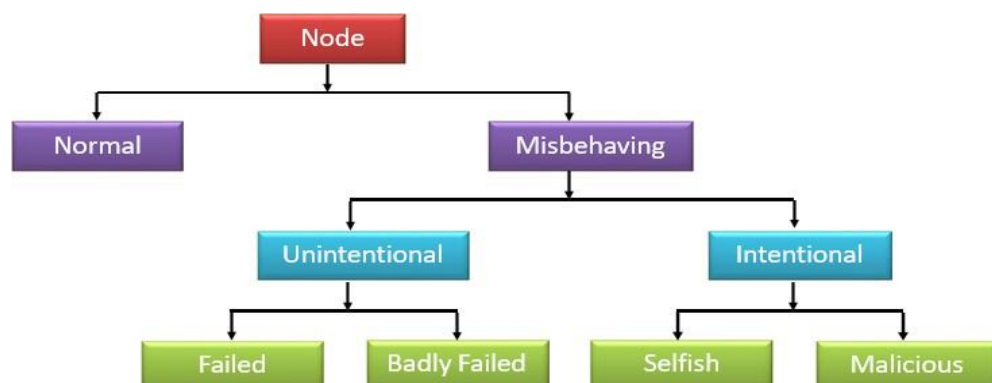 Node
Normal
Misbehaving
Unintentional
Intentional
Failed
Badly Failed
Selfish
Malicious